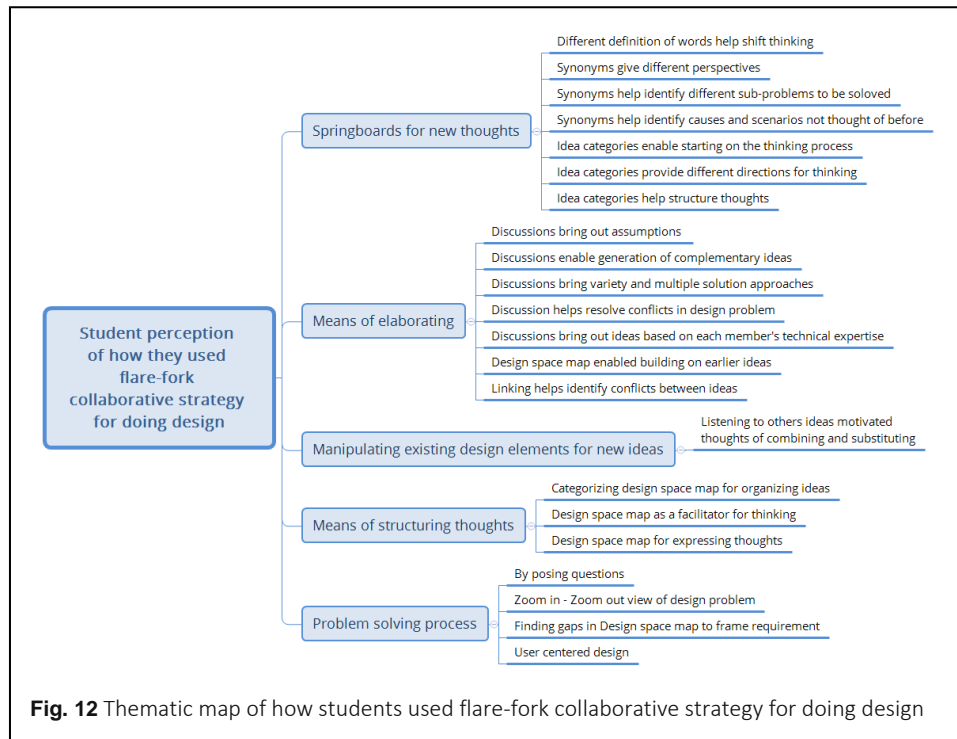 Different definition of words help shift thinking
Synonyms give different perspectives
Synonyms help identify different sub-problems to be soloved
Synonyms help identify causes and scenarios not thought of before
Springboards for new thoughts
Idea categories enable starting on the thinking process
Idea categories provide different directions for thinking
Idea categories help structure thoughts
Discussions bring out assumptions
Discussions enable generation of complementary ideas
Discussions bring variety and multiple solution approaches
Means of elaborating
Discussion helps resolve conflicts in design problem
Discussions bring out ideas based on each member's technical expertise
Design space map enabled building on earlier ideas
Linking helps identify conflicts between ideas
Student perception
of how they used
flare-fork
collaborative strategy
for doing design
Manipulating existing design elements for new ideas
Listening to others ideas motivated
thoughts of combining and substituting
Categorizing design space map for organizing ideas
Means of structuring thoughts
Design space map as a facilitator for thinking
Design space map for expressing thoughts
By posing questions
Zoom in - Zoom out view of design problem
Problem solving process
Finding gaps in Design space map to frame requirement
User centered design
Fig. 12 Thematic map of how students used flare-fork collaborative strategy for doing design